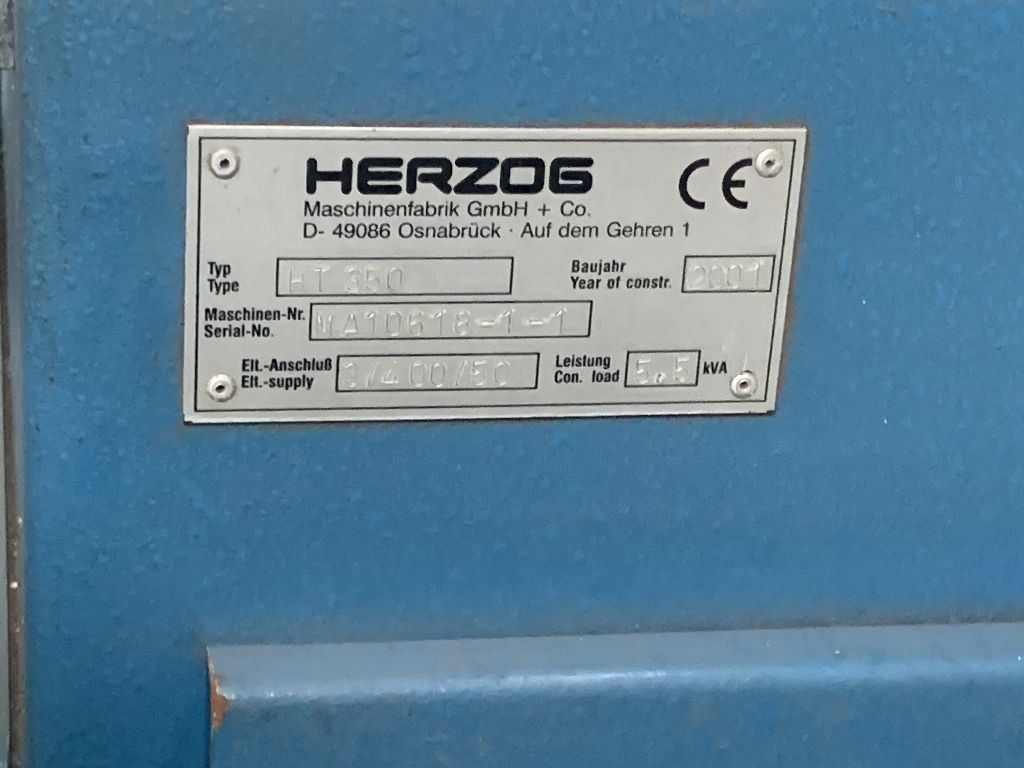 HERZOG CE
Maschinenfabrik GmbH + Co.
D- 49086 Osnabrück · Auf dem Gehren 1
Typ HT 350 Baujahr 2001
Type Year of constr.
Maschinen-Nr. MA10618-1-1
Serial-No.
Elt.-Anschluß 3/400/50 Leistung 5,5 kVA
Elt.-supply Con. load